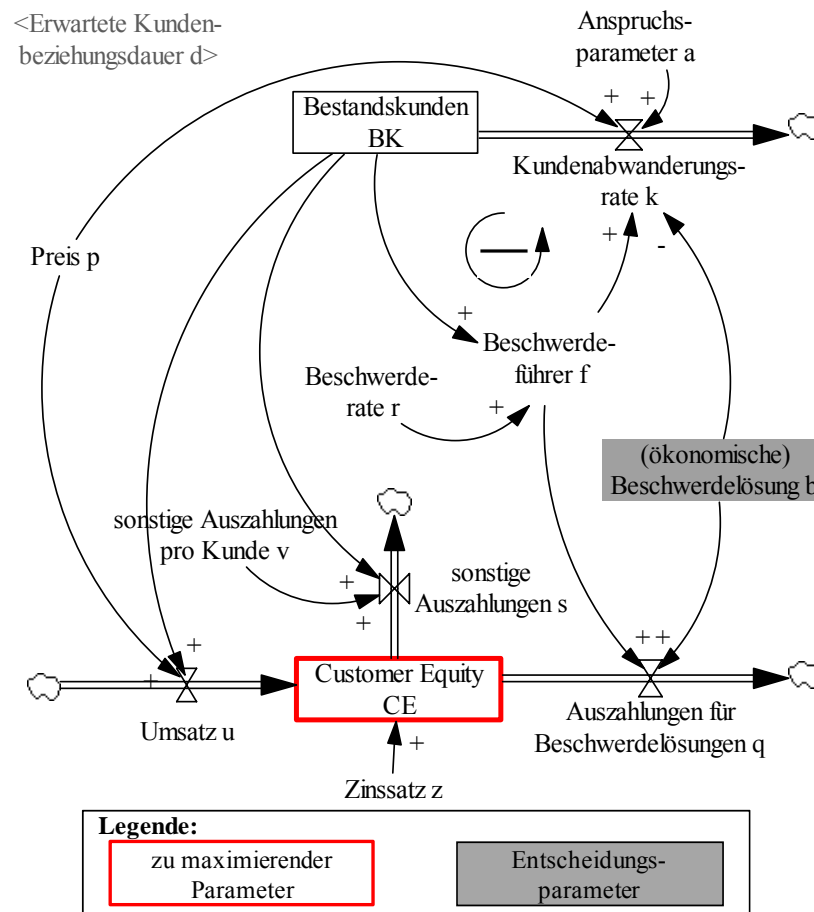 <Erwartete Kunden-
beziehungsdauer d>
Anspruchs-
parameter a
+ +
Bestandskunden
BK
Kundenabwanderungs-
rate k
+
-
Preis p
+
Beschwerde-
führer f
Beschwerde-
rate r
+
(ökonomische)
Beschwerdelösung b
sonstige Auszahlungen
pro Kunde v
+
+
sonstige
Auszahlungen s
+
+
++
Customer Equity
CE
Umsatz u
Auszahlungen für
Beschwerdelösungen q
+
Zinssatz z
Legende:
zu maximierender
Parameter
Entscheidungs-
parameter